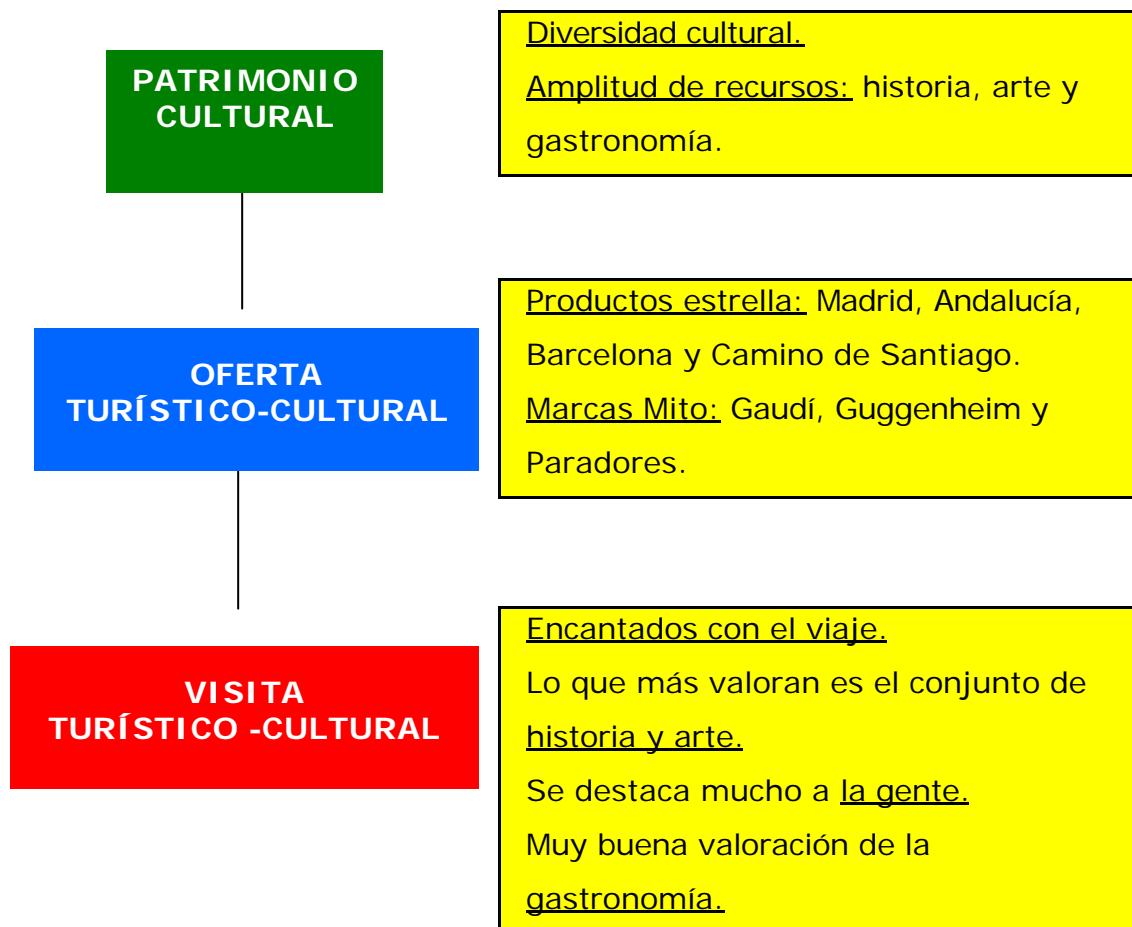 PATRIMONIO
CULTURAL
Diversidad cultural.
Amplitud de recursos: historia, arte y
gastronomía.
OFERTA
TURÍSTICO-CULTURAL
Productos estrella: Madrid, Andalucía,
Barcelona y Camino de Santiago.
Marcas Mito: Gaudí, Guggenheim y
Paradores.
VISITA
TURÍSTICO -CULTURAL
Encantados con el viaje.
Lo que más valoran es el conjunto de
historia y arte.
Se destaca mucho a la gente.
Muy buena valoración de la
gastronomía.